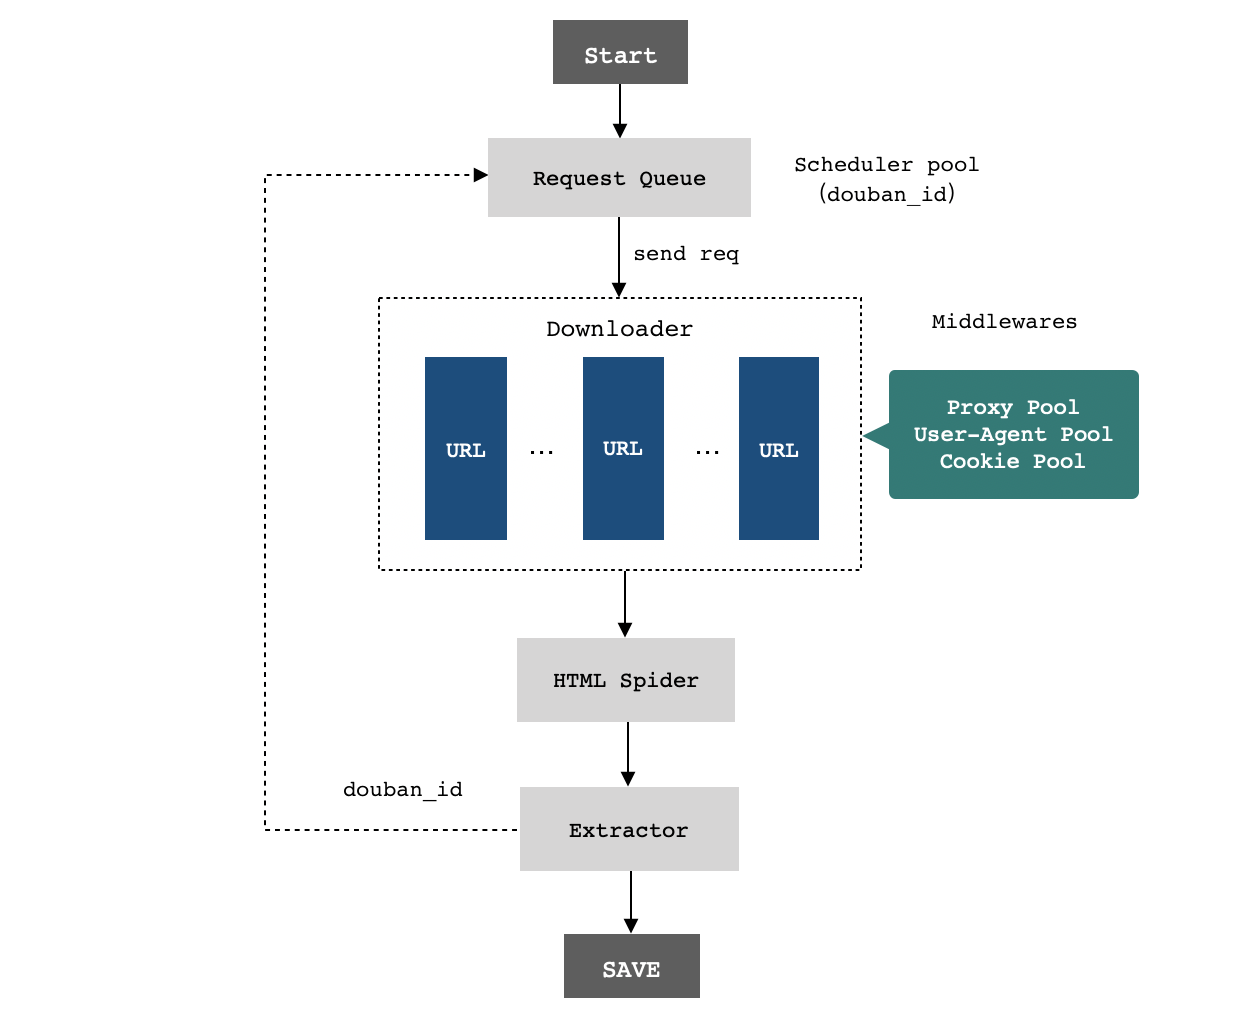 Start
Request Queue
Scheduler pool
(douban_id)
send req
Downloader
Middlewares
URL
...
URL
...
URL
Proxy Pool
User-Agent Pool
Cookie Pool
HTML Spider
douban_id
Extractor
SAVE